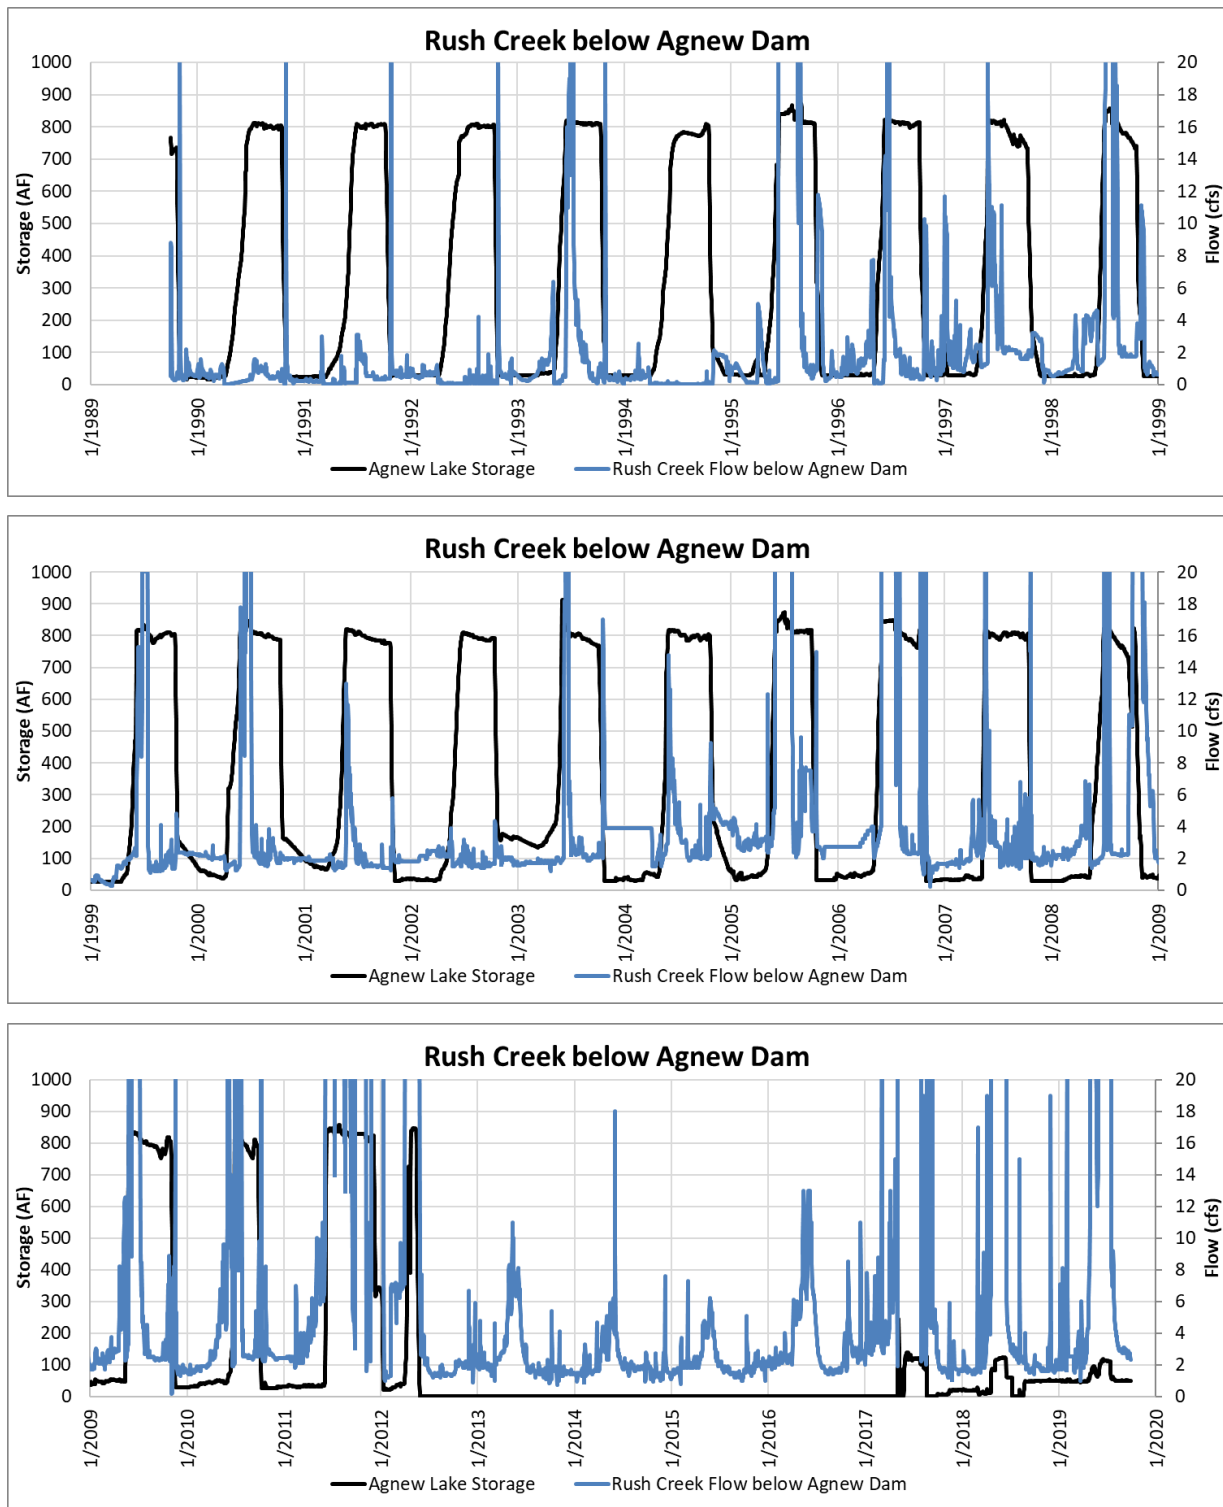 Rush Creek below Agnew Dam
1000 20
900 18
800 16
700 14
600 12
500 10
400 8
300 6
200 4
100 2
0 0
Storage (AF)
Flow (cfs)
1/1989 1/1990 1/1991 1/1992 1/1993 1/1994 1/1995 1/1996 1/1997 1/1998 1/1999
Agnew Lake Storage Rush Creek Flow below Agnew Dam
Rush Creek below Agnew Dam
1000 20
900 18
800 16
700 14
600 12
500 10
400 8
300 6
200 4
100 2
0 0
Storage (AF)
Flow (cfs)
1/1999 1/2000 1/2001 1/2002 1/2003 1/2004 1/2005 1/2006 1/2007 1/2008 1/2009
Agnew Lake Storage Rush Creek Flow below Agnew Dam
Rush Creek below Agnew Dam
1000 20
900 18
800 16
700 14
600 12
500 10
400 8
300 6
200 4
100 2
0 0
Storage (AF)
Flow (cfs)
1/2009 1/2010 1/2011 1/2012 1/2013 1/2014 1/2015 1/2016 1/2017 1/2018 1/2019 1/2020
Agnew Lake Storage Rush Creek Flow below Agnew Dam